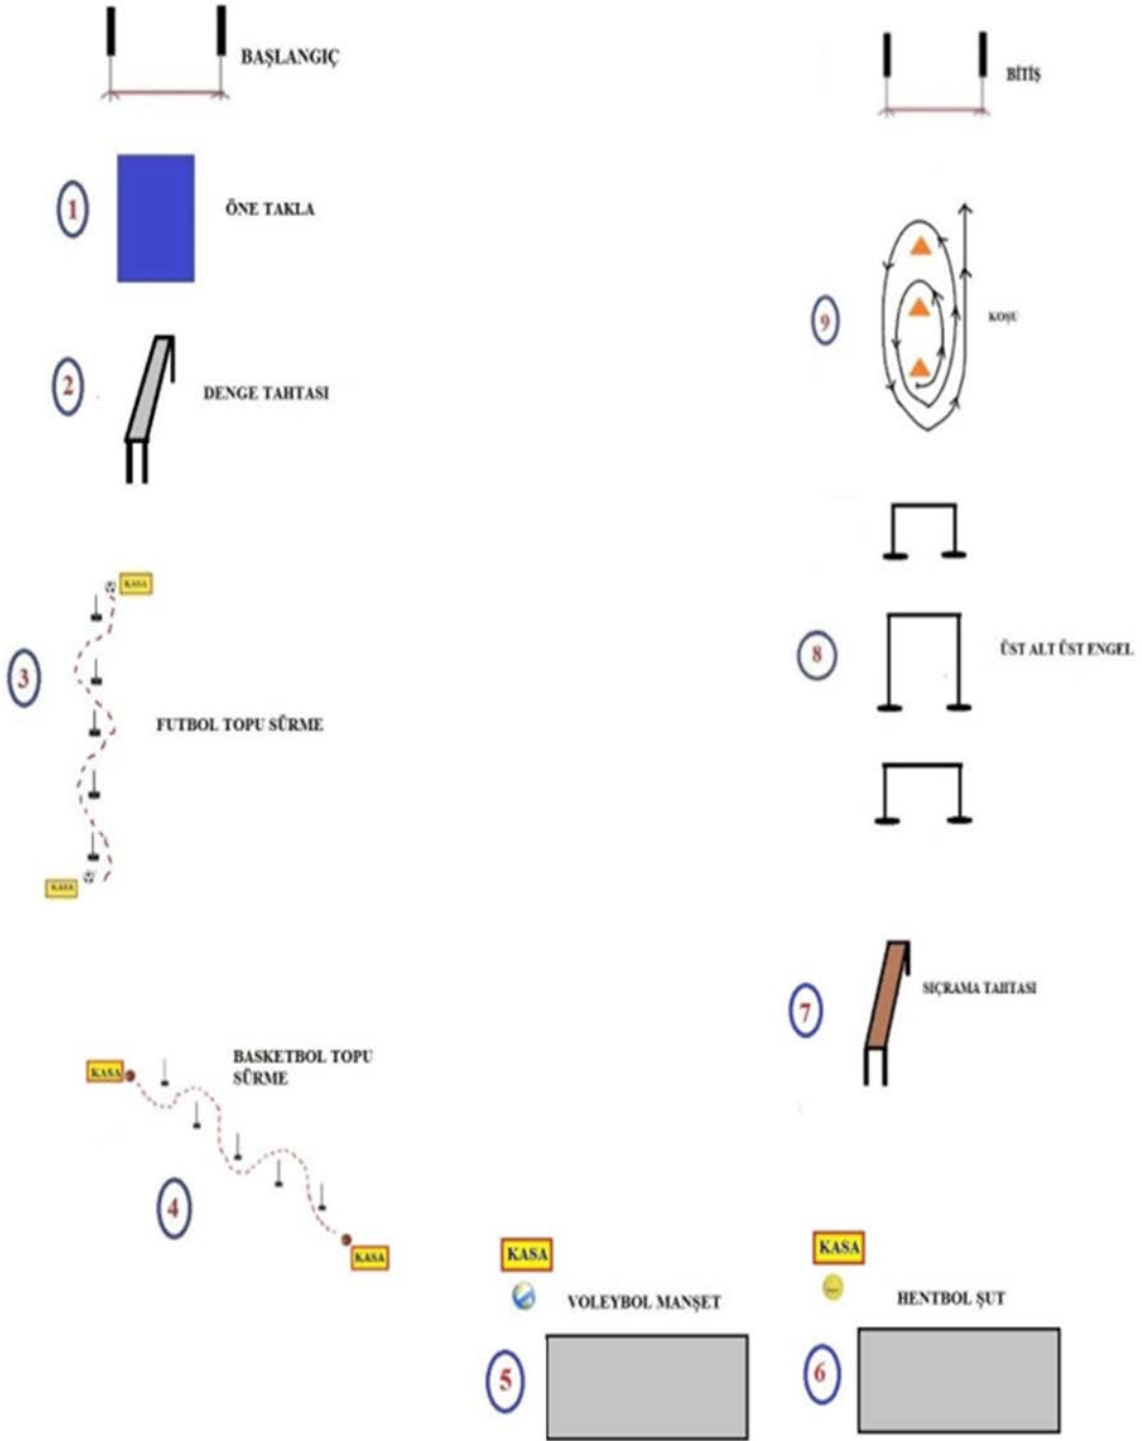 BAŞLANGIÇ
1
ÖNE TAKLA
2
DENGE TAHTASI
KASA
3
FUTBOL TOPU SÜRME
KASA
BASKETBOL TOPU
SÜRME
KASA
4
KASA
KASA
VOLEYBOL MANŞET
5
KASA
HENTBOL ŞUT
6
7
SIÇRAMA TAHTASI
8
ÜST ALT ÜST ENGEL
9
KOŞU
BİTİŞ